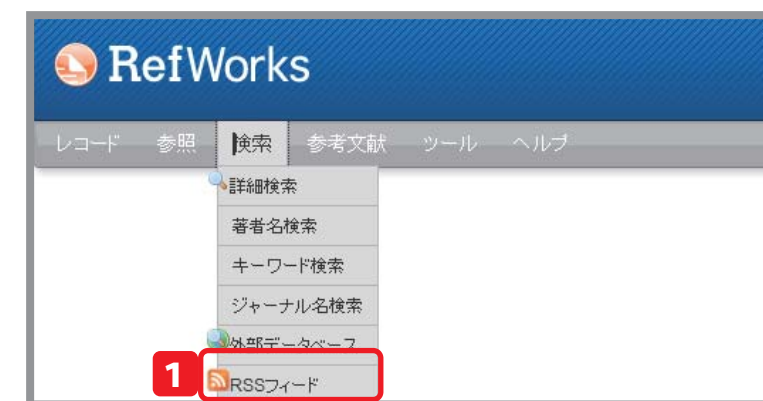 RefWorks
レコード 参照 検索 参考文献 ツール ヘルプ
詳細検索
著者名検索
キーワード検索
ジャーナル名検索
外部データベース
1 RSSフィード